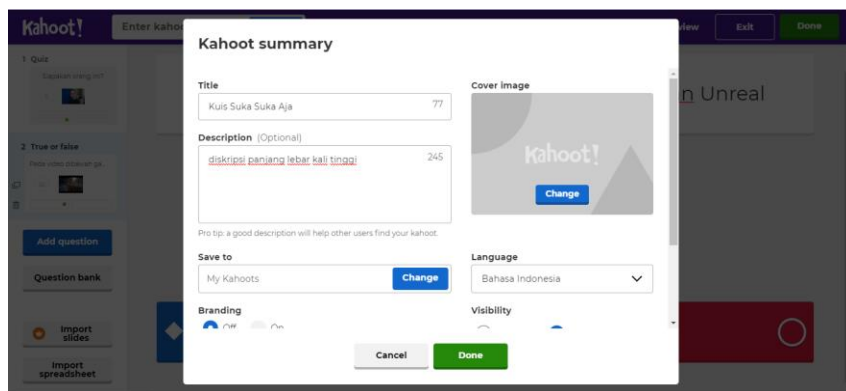 Kahoot!
Enter kahoo
view
Exit
Done
1 Quiz
2 True or false
Add question
Question bank
Import slides
Import spreadsheet
n Unreal
Kahoot summary
Title
Kuis Suka Suka Aja
77
Description (Optional)
diskripsi panjang lebar kali tinggi
245
Pro tip: a good description will help other users find your kahoot.
Cover image
Kahoot!
Change
Save to
My Kahoots
Change
Language
Bahasa Indonesia
Branding
Off On
Visibility
Cancel
Done